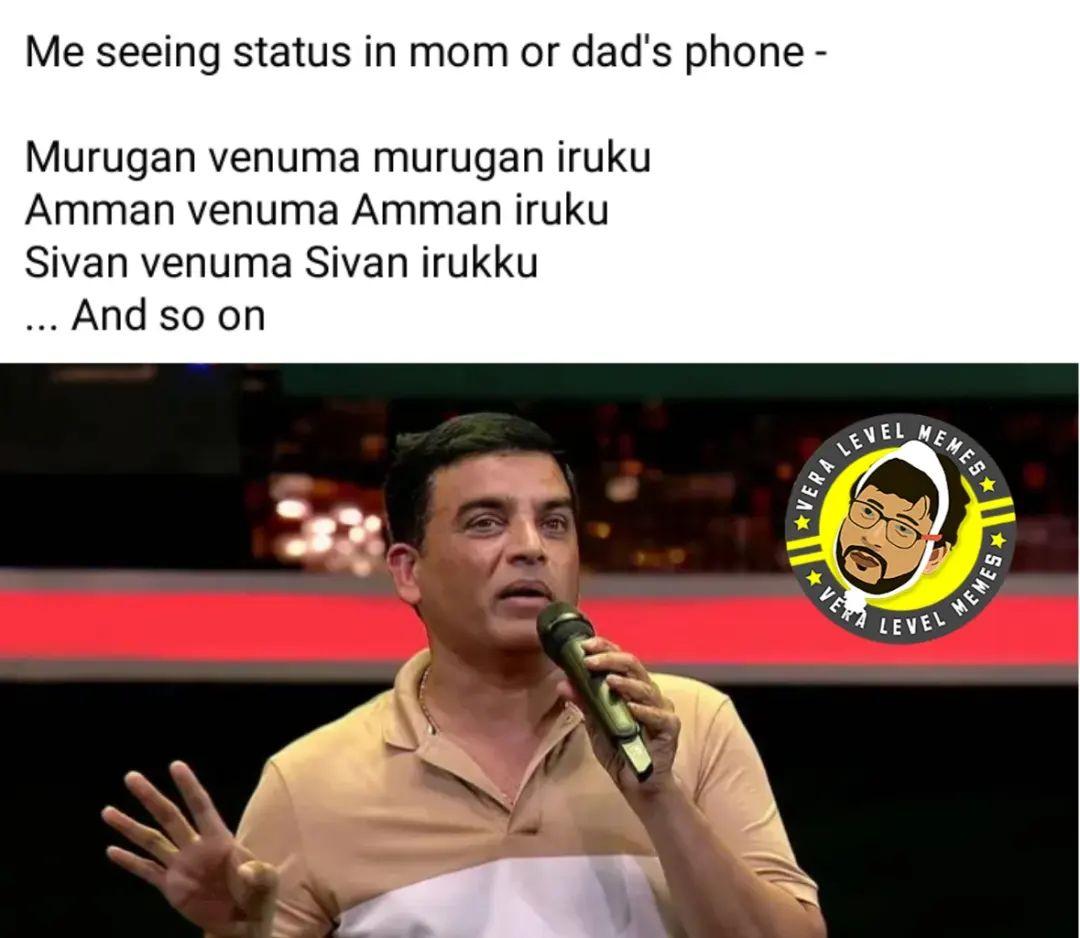 Me seeing status in mom or dad's phone -
Murugan venuma murugan iruku
Amman venuma Amman iruku
Sivan venuma Sivan irukku
... And so on
VERA LEVEL MEMES
VERA LEVEL MEMES